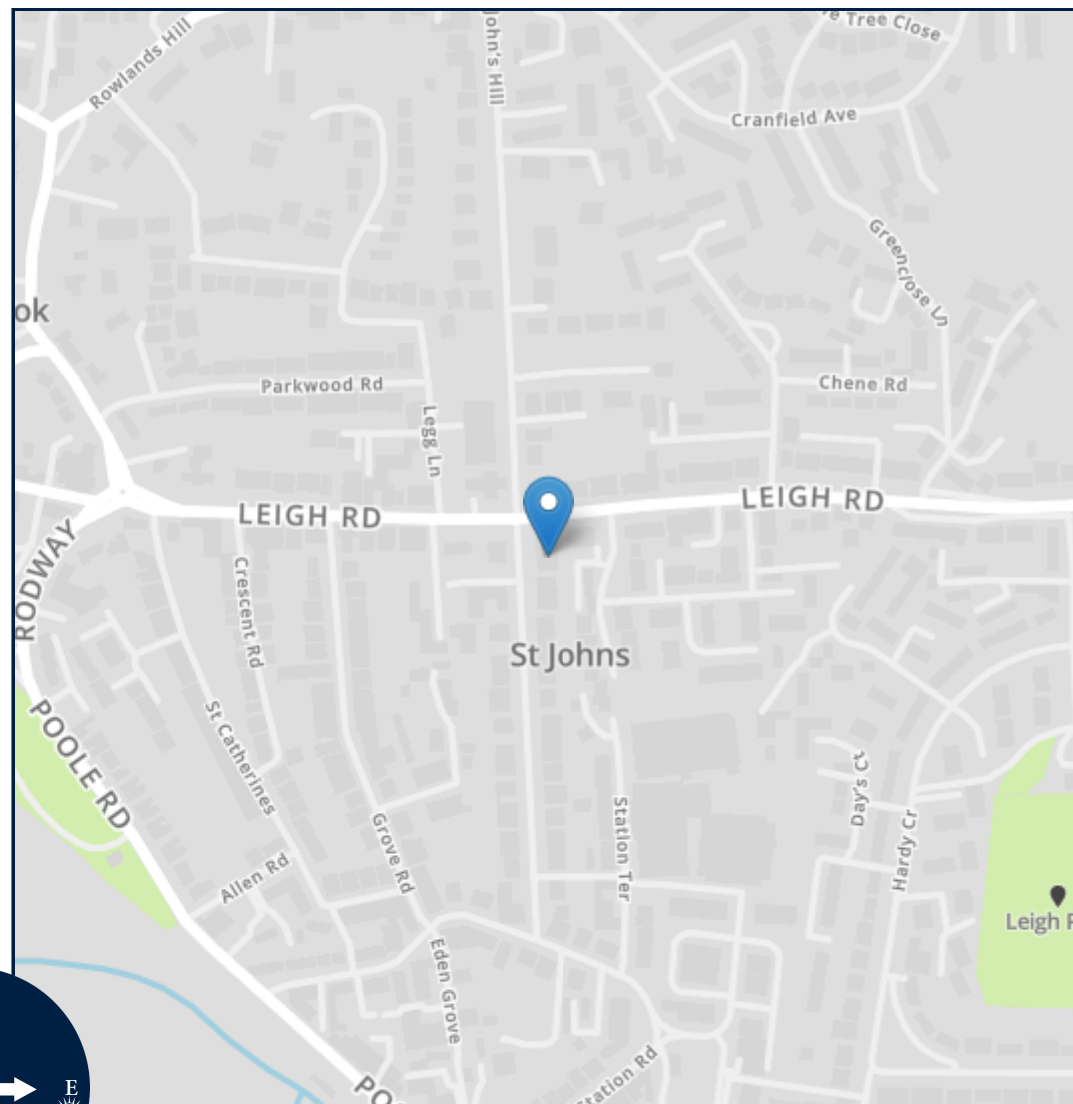 Rowlands Hill
John's Hill
e Tree Close
Cranfield Ave
Greenclose Ln
ok
Parkwood Rd
Legg Ln
Chene Rd
LEIGH RD
LEIGH RD
RODWAY
Crescent Rd
St Johns
POOLE RD
St Catherines
Grove Rd
Station Ter
Day's Ct
Hardy Cr
Allen Rd
Leigh P
Eden Grove
Station Rd
POO
E